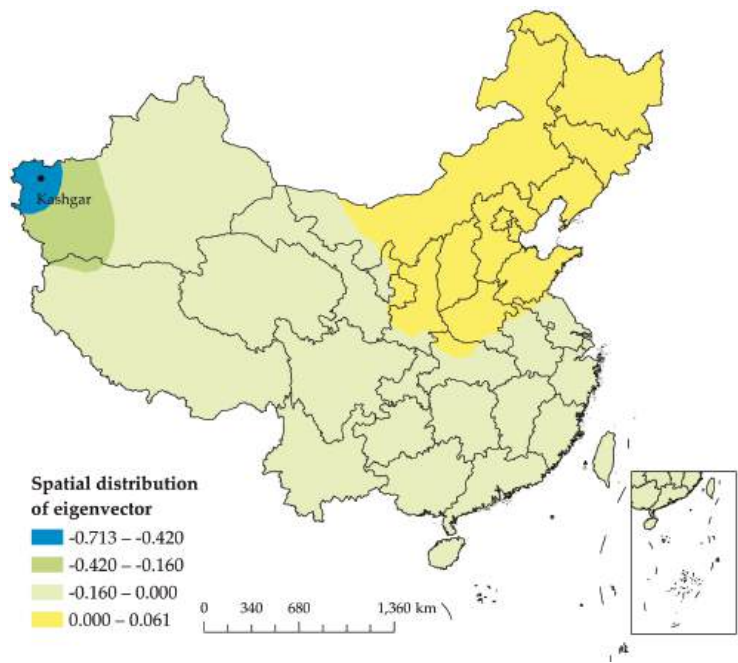 Kashgar
Spatial distribution
of eigenvector
-0.713 – -0.420
-0.420 – -0.160
-0.160 – 0.000
0.000 – 0.061
0 340 680 1,360 km